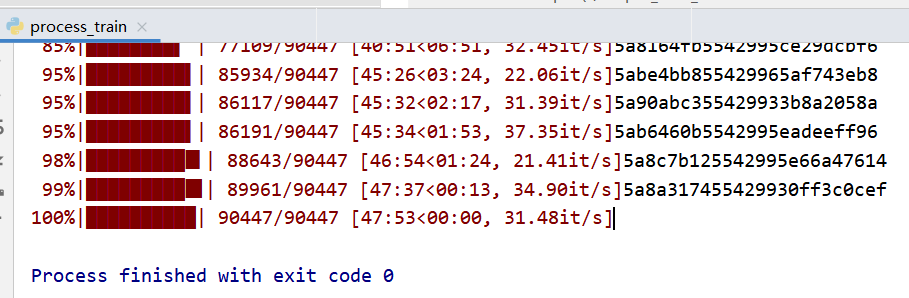 process_train
85%|████████ | 77109/90447 [40:51<06:51, 32.45it/s]5a8164fb5542995ce29dcbf6
95%|█████████| 85934/90447 [45:26<03:24, 22.06it/s]5abe4bb855429965af743eb8
95%|█████████| 86117/90447 [45:32<02:17, 31.39it/s]5a90abc355429933b8a2058a
95%|█████████| 86191/90447 [45:34<01:53, 37.35it/s]5ab6460b5542995eadeeff96
98%|█████████ | 88643/90447 [46:54<01:24, 21.41it/s]5a8c7b125542995e66a47614
99%|█████████ | 89961/90447 [47:37<00:13, 34.90it/s]5a8a317455429930ff3c0cef
100%|██████████| 90447/90447 [47:53<00:00, 31.48it/s]
Process finished with exit code 0